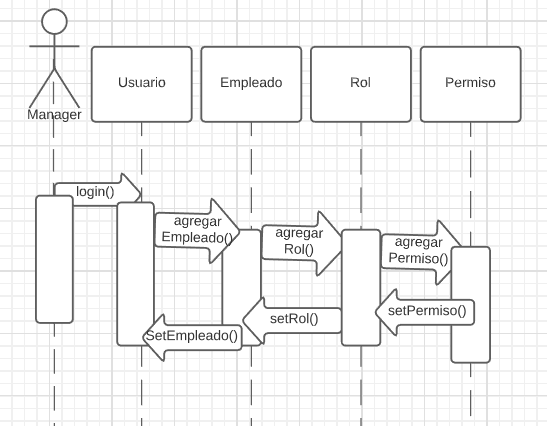 Manager
Usuario
Empleado
Rol
Permiso
login()
agregar
Empleado()
agregar
Rol()
agregar
Permiso()
setPermiso()
setRol()
SetEmpleado()